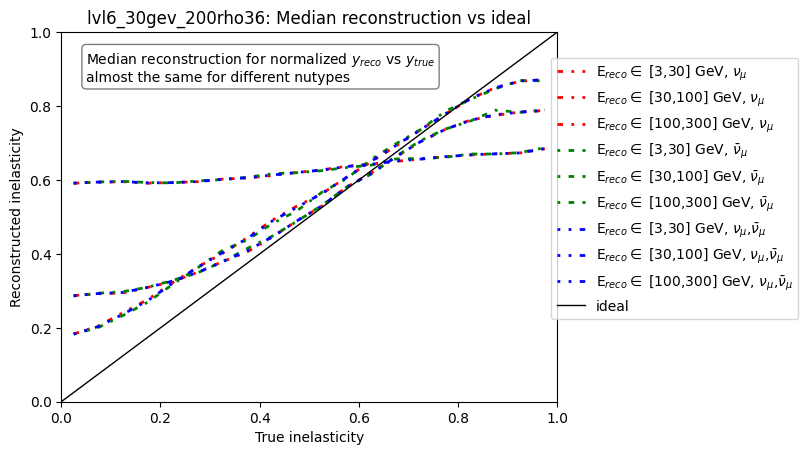 lvl6_30gev_200rho36: Median reconstruction vs ideal
Median reconstruction for normalized y_reco vs y_true
almost the same for different nutypes
1.0
0.8
0.6
0.4
0.2
0.0
Reconstructed inelasticity
0.0 0.2 0.4 0.6 0.8 1.0
True inelasticity
E_reco ∈ [3,30] GeV, ν_μ
E_reco ∈ [30,100] GeV, ν_μ
E_reco ∈ [100,300] GeV, ν_μ
E_reco ∈ [3,30] GeV, ν̄_μ
E_reco ∈ [30,100] GeV, ν̄_μ
E_reco ∈ [100,300] GeV, ν̄_μ
E_reco ∈ [3,30] GeV, ν_μ,ν̄_μ
E_reco ∈ [30,100] GeV, ν_μ,ν̄_μ
E_reco ∈ [100,300] GeV, ν_μ,ν̄_μ
ideal